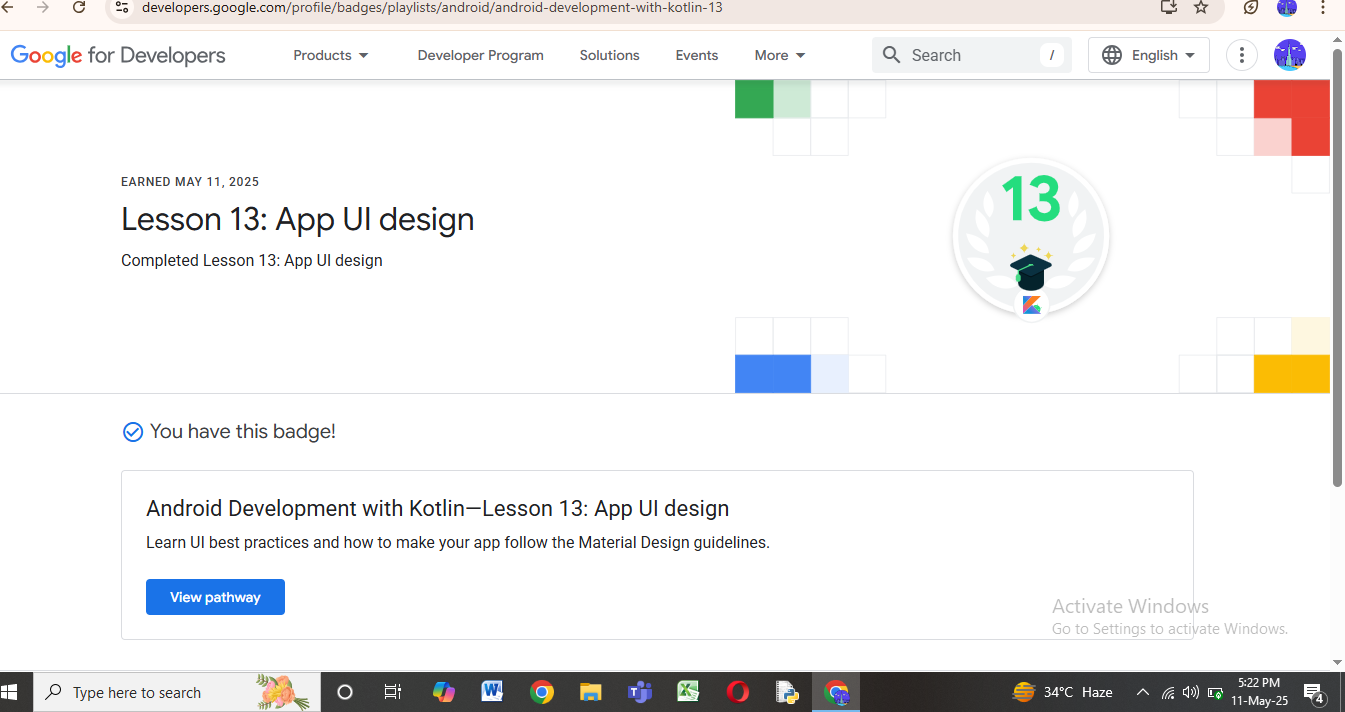 developers.google.com/profile/badges/playlists/android/android-development-with-kotlin-13
Google for Developers
Products
Developer Program
Solutions
Events
More
Search
/
English
EARNED MAY 11, 2025
Lesson 13: App UI design
Completed Lesson 13: App UI design
13
You have this badge!
Android Development with Kotlin—Lesson 13: App UI design
Learn UI best practices and how to make your app follow the Material Design guidelines.
View pathway
Activate Windows
Go to Settings to activate Windows.
Type here to search
34°C Haze
5:22 PM
11-May-25
4